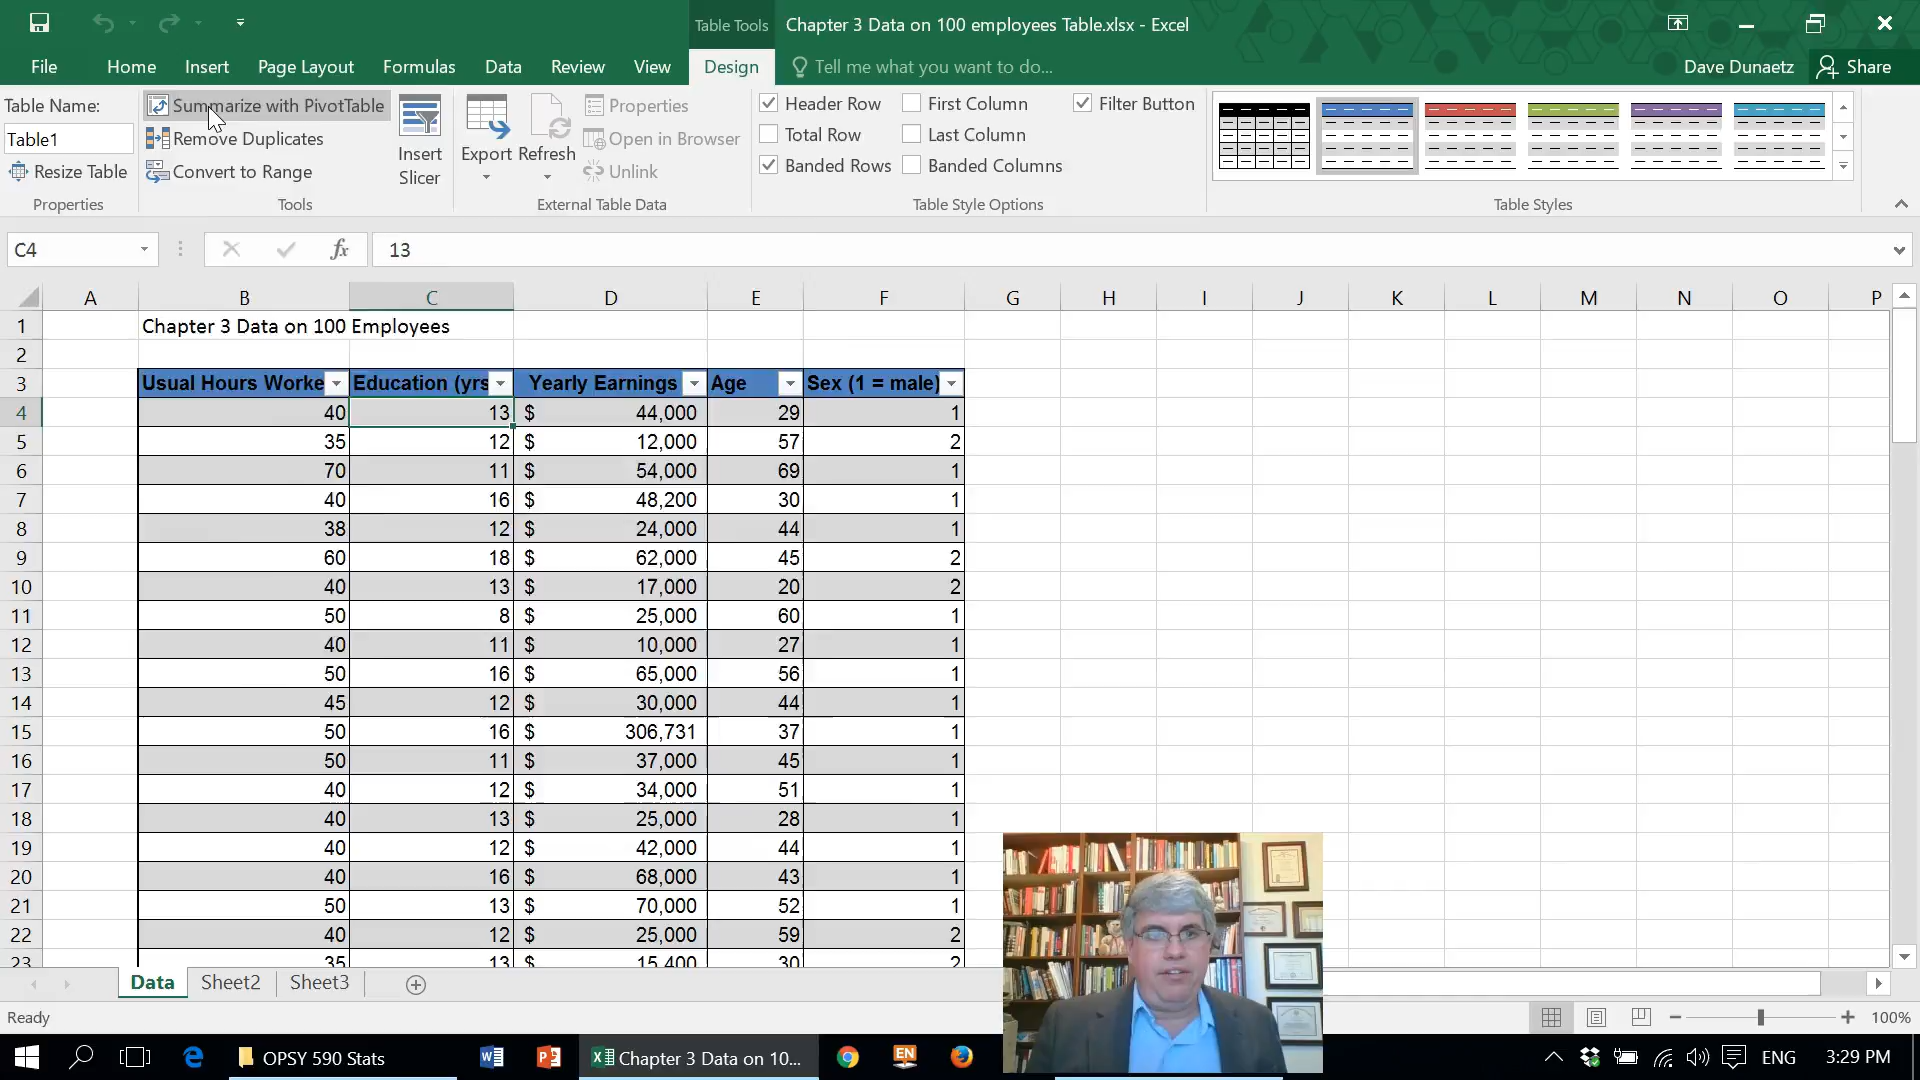 Table Tools
Chapter 3 Data on 100 employees Table.xlsx - Excel
File Home Insert Page Layout Formulas Data Review View Design Tell me what you want to do... Dave Dunaetz Share
Table Name:
Table1
Resize Table
Properties
Summarize with PivotTable
Remove Duplicates
Convert to Range
Tools
Insert Slicer
Export Refresh
Properties
Open in Browser
Unlink
External Table Data
Header Row First Column Filter Button
Total Row Last Column
Banded Rows Banded Columns
Table Style Options
Table Styles
C4 fx 13
A B C D E F G H I J K L M N O P
1 Chapter 3 Data on 100 Employees
2
3 Usual Hours Worke Education (yrs Yearly Earnings Age Sex (1 = male)
4 40 13 $ 44,000 29 1
5 35 12 $ 12,000 57 2
6 70 11 $ 54,000 69 1
7 40 16 $ 48,200 30 1
8 38 12 $ 24,000 44 1
9 60 18 $ 62,000 45 2
10 40 13 $ 17,000 20 2
11 50 8 $ 25,000 60 1
12 40 11 $ 10,000 27 1
13 50 16 $ 65,000 56 1
14 45 12 $ 30,000 44 1
15 50 16 $ 306,731 37 1
16 50 11 $ 37,000 45 1
17 40 12 $ 34,000 51 1
18 40 13 $ 25,000 28 1
19 40 12 $ 42,000 44 1
20 40 16 $ 68,000 43 1
21 50 13 $ 70,000 52 1
22 40 12 $ 25,000 59 2
23 35 13 $ 15,400 30 2
Data Sheet2 Sheet3
Ready 100%
OPSY 590 Stats Chapter 3 Data on 10... EN ENG 3:29 PM